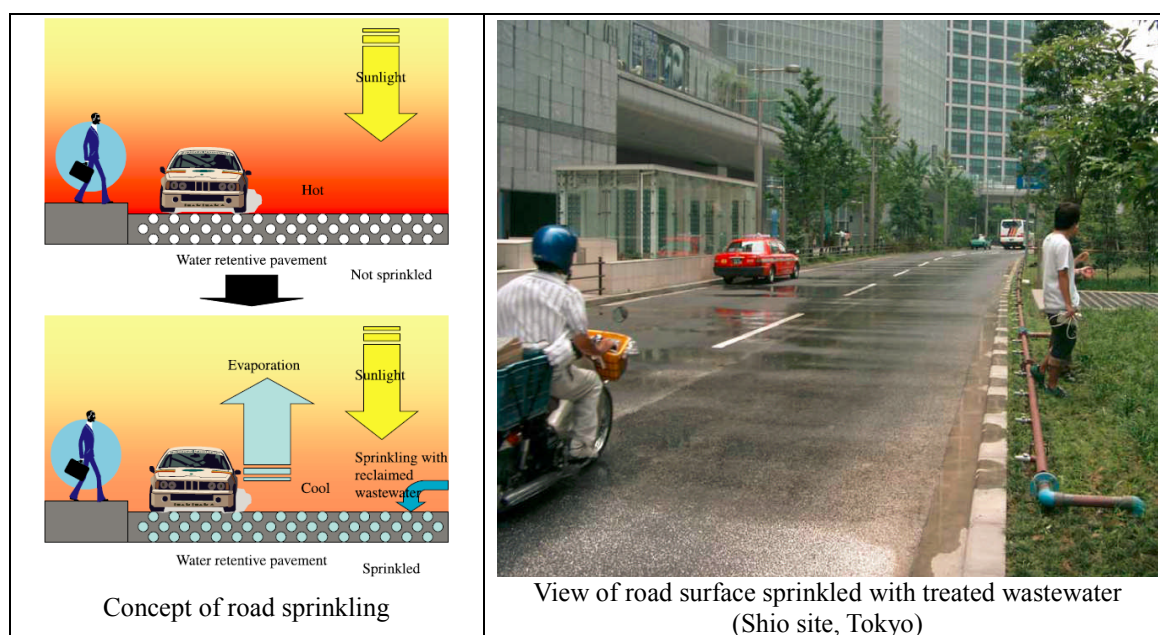 Sunlight
Hot
Water retentive pavement
Not sprinkled
Evaporation
Sunlight
Sprinkling with
reclaimed
wastewater
Cool
Water retentive pavement
Sprinkled
Concept of road sprinkling
View of road surface sprinkled with treated wastewater
(Shio site, Tokyo)